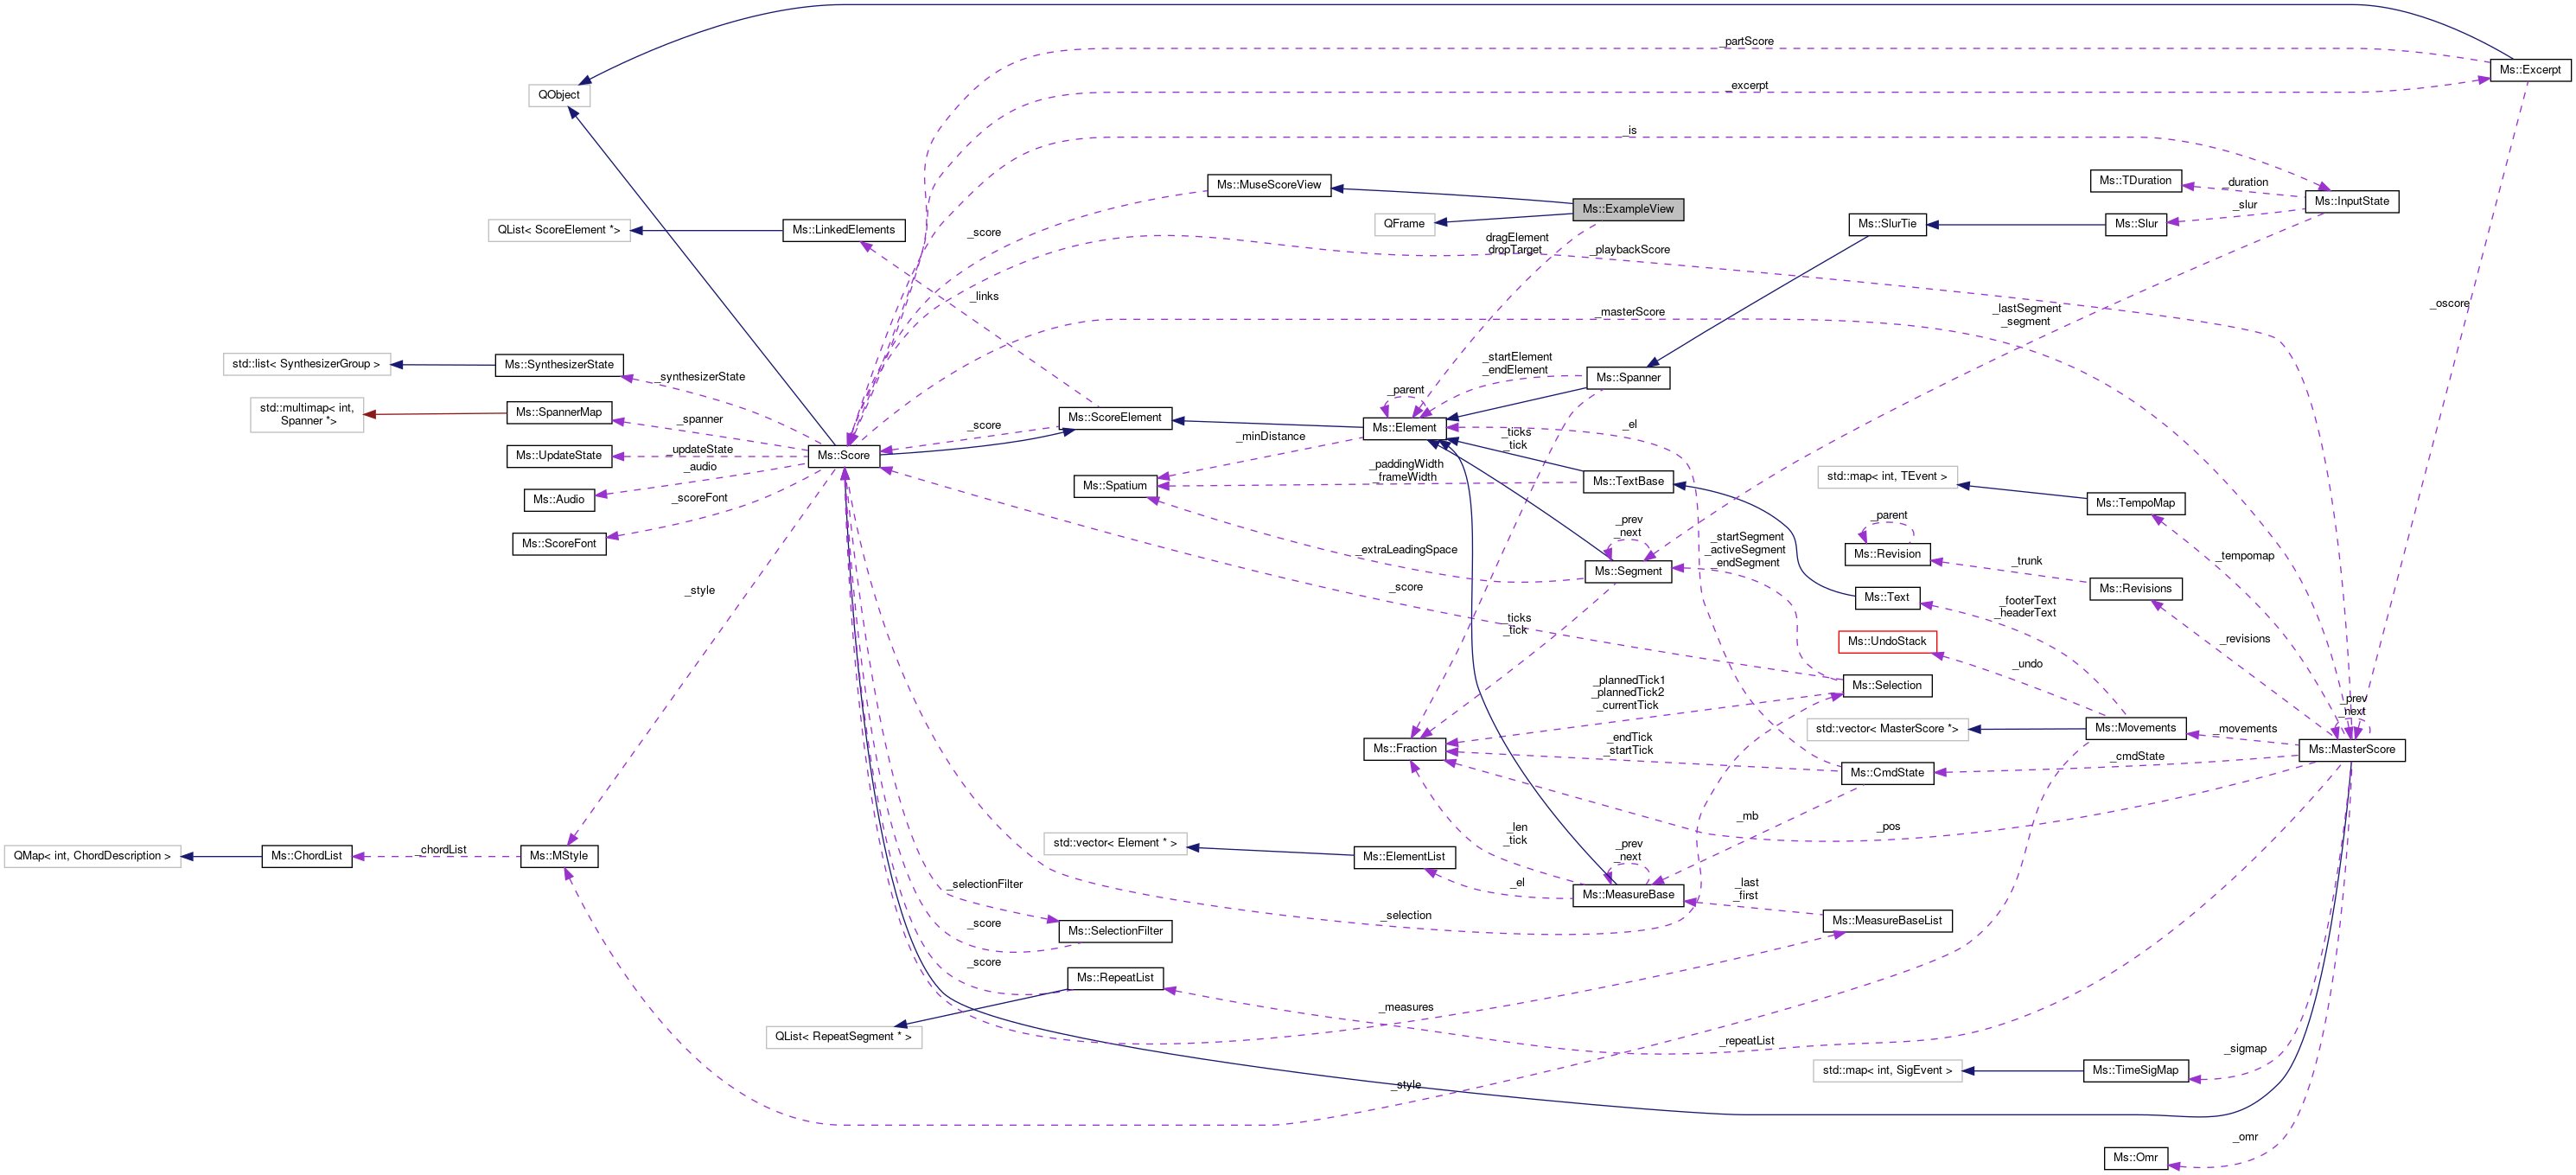 _partScore
Ms::Excerpt
_excerpt
QObject
_is
Ms::MuseScoreView
Ms::TDuration
_duration
Ms::InputState
Ms::ExampleView
_slur
QFrame
Ms::SlurTie
Ms::Slur
QList< ScoreElement *>
Ms::LinkedElements
_score
dragElement
dropTarget
_playbackScore
_links
_oscore
_lastSegment
_segment
_masterScore
std::list< SynthesizerGroup >
Ms::SynthesizerState
_synthesizerState
_startElement
_endElement
Ms::Spanner
_parent
std::multimap< int,
Spanner *>
Ms::SpannerMap
_spanner
Ms::ScoreElement
_score
Ms::Element
_el
_minDistance
_ticks
_tick
Ms::UpdateState
_updateState
Ms::Score
_audio
_paddingWidth
_frameWidth
Ms::Spatium
Ms::TextBase
std::map< int, TEvent >
Ms::TempoMap
Ms::Audio
_scoreFont
_prev
_next
_parent
Ms::ScoreFont
_extraLeadingSpace
_startSegment
_activeSegment
_endSegment
Ms::Revision
_tempomap
_trunk
Ms::Segment
_style
_score
Ms::Text
Ms::Revisions
_footerText
_headerText
_ticks
_tick
Ms::UndoStack
_revisions
_undo
_plannedTick1
_plannedTick2
_currentTick
Ms::Selection
_prev
_next
std::vector< MasterScore *>
Ms::Movements
_movements
Ms::Fraction
_endTick
_startTick
Ms::MasterScore
_cmdState
Ms::CmdState
_mb
_pos
_len
_tick
std::vector< Element * >
Ms::ElementList
_prev
_next
QMap< int, ChordDescription >
Ms::ChordList
_chordList
Ms::MStyle
_selectionFilter
_el
Ms::MeasureBase
_last
_first
_selection
Ms::MeasureBaseList
_score
Ms::SelectionFilter
_score
Ms::RepeatList
_measures
QList< RepeatSegment * >
_repeatList
_sigmap
std::map< int, SigEvent >
Ms::TimeSigMap
_style
_omr
Ms::Omr